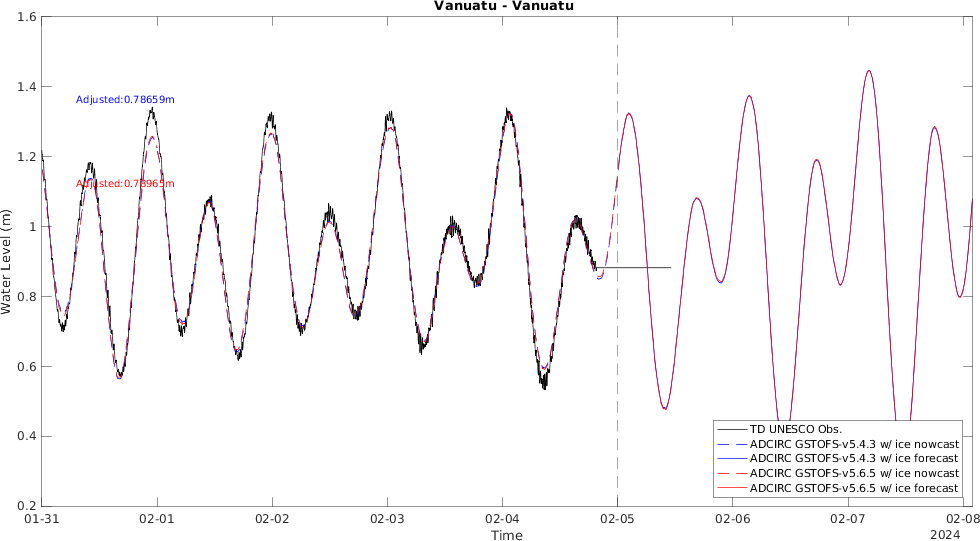 Vanuatu - Vanuatu
1.6
1.4
1.2
1
0.8
0.6
0.4
0.2
Water Level (m)
Adjusted:0.78659m
Adjusted:0.78965m
TD UNESCO Obs.
ADCIRC GSTOFS-v5.4.3 w/ ice nowcast
ADCIRC GSTOFS-v5.4.3 w/ ice forecast
ADCIRC GSTOFS-v5.6.5 w/ ice nowcast
ADCIRC GSTOFS-v5.6.5 w/ ice forecast
01-31 02-01 02-02 02-03 02-04 02-05 02-06 02-07 02-08
Time
2024